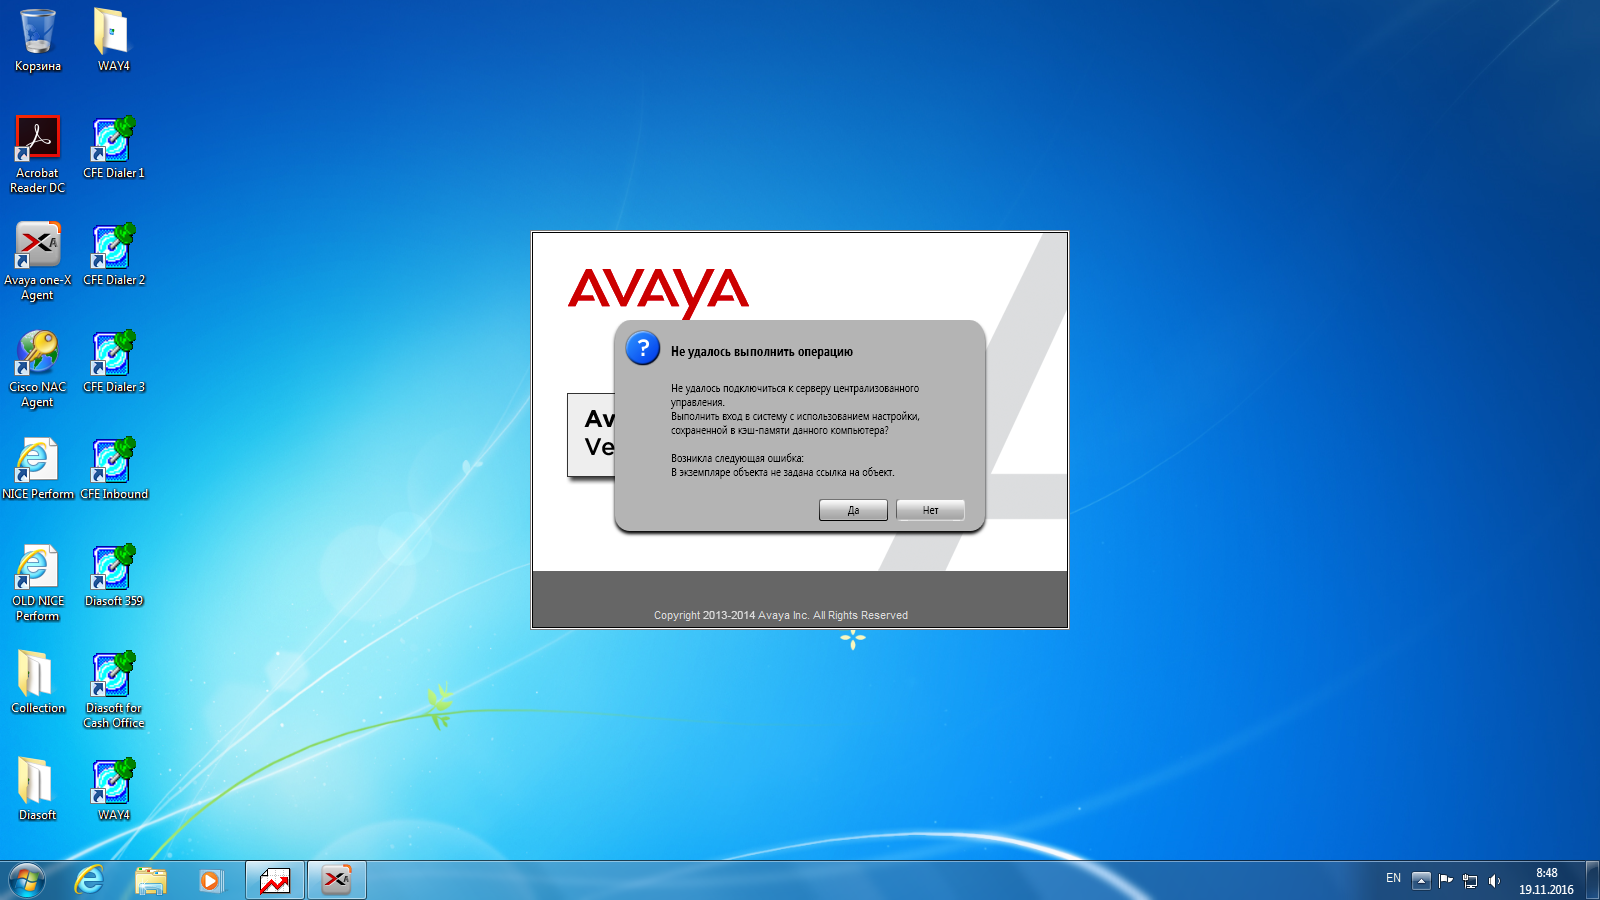 Корзина
WAY4
Acrobat
Reader DC
CFE Dialer 1
Avaya one-X
Agent
CFE Dialer 2
Cisco NAC
Agent
CFE Dialer 3
NICE Perform
CFE Inbound
OLD NICE
Perform
Diasoft 359
Collection
Diasoft for
Cash Office
Diasoft
WAY4
AVAYA
Av
Ve
Не удалось выполнить операцию
Не удалось подключиться к серверу централизованного
управления.
Выполнить вход в систему с использованием настройки,
сохраненной в кэш-памяти данного компьютера?
Возникла следующая ошибка:
В экземпляре объекта не задана ссылка на объект.
Да
Нет
Copyright 2013-2014 Avaya Inc. All Rights Reserved
EN
8:48
19.11.2016